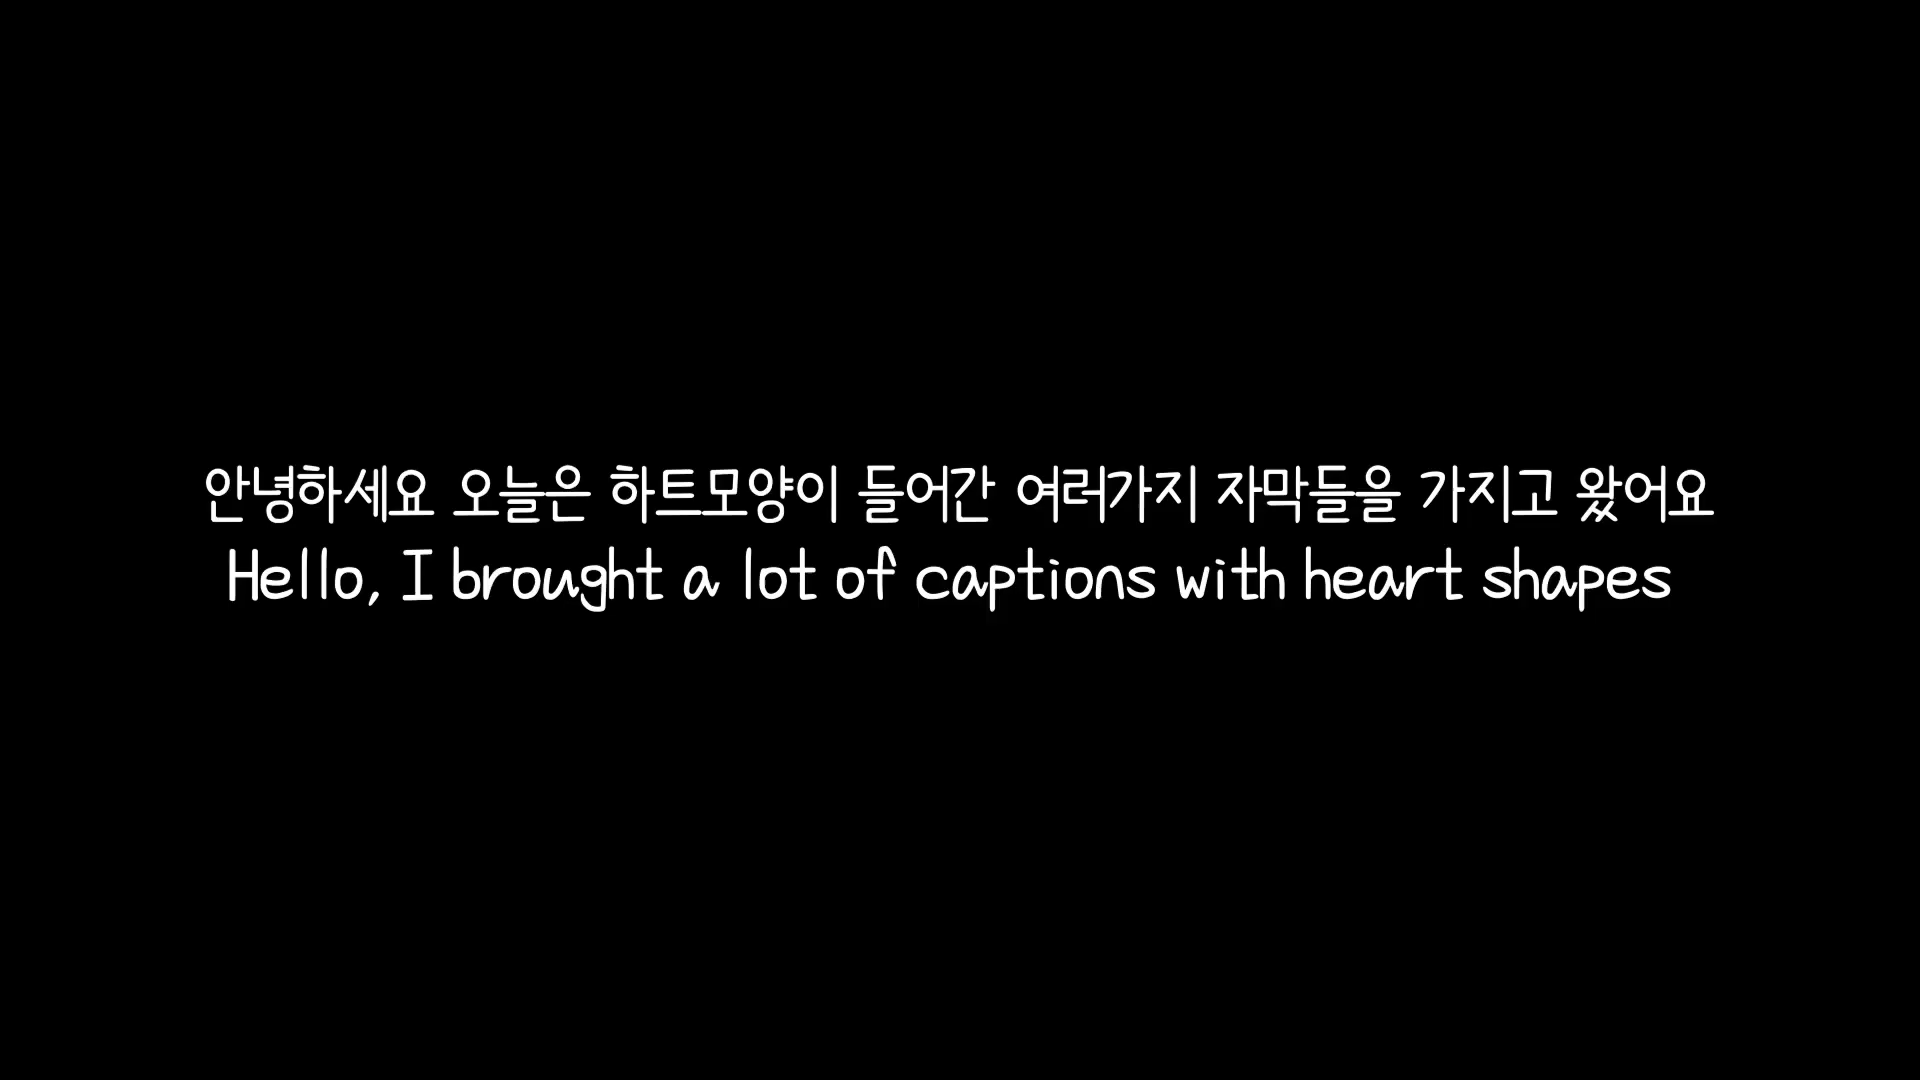 안녕하세요 오늘은 하트모양이 들어간 여러가지 자막들을 가지고 왔어요
Hello, I brought a lot of captions with heart shapes